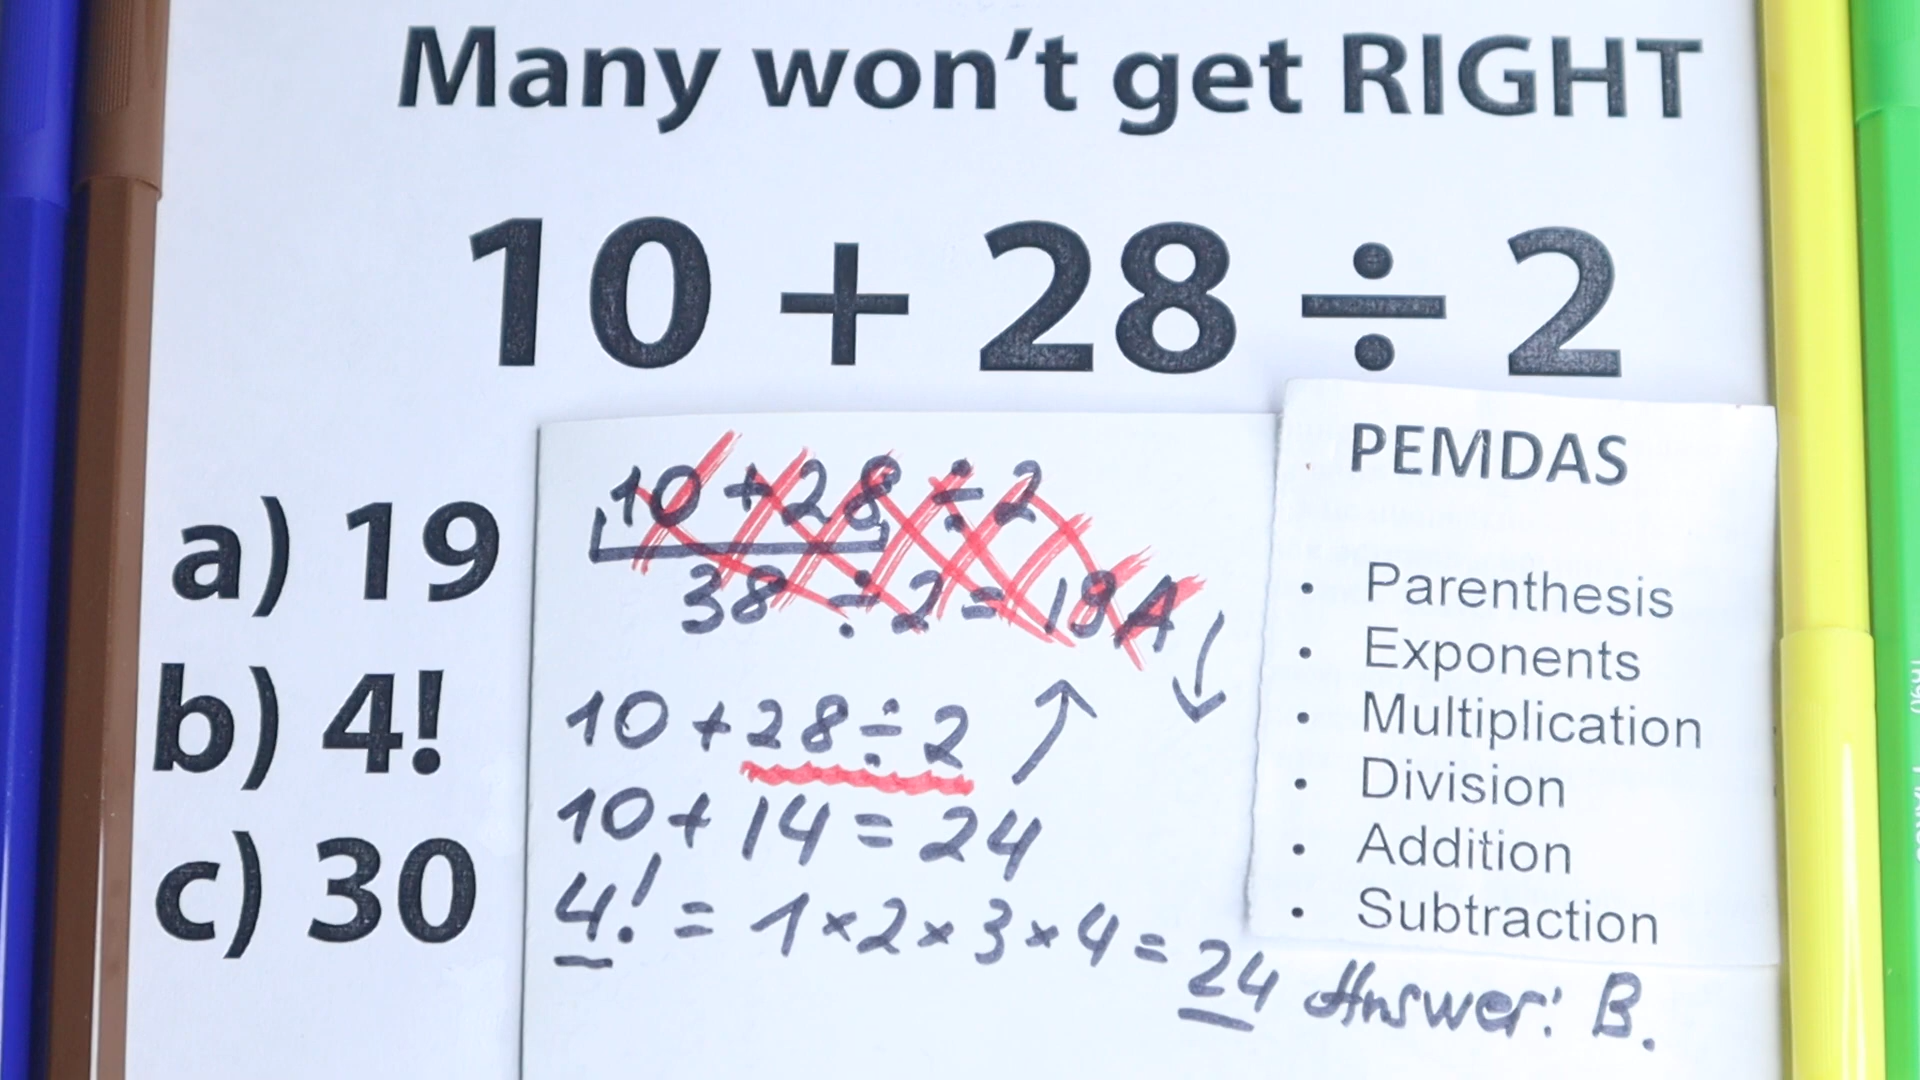 Many won't get RIGHT
10 + 28 ÷ 2
a) 19
b) 4!
c) 30
10 + 28 ÷ 2
38 ÷ 2 = 19 A
10 + 28 ÷ 2
10 + 14 = 24
4! = 1 × 2 × 3 × 4 = 24 Answer: B.
PEMDAS
• Parenthesis
• Exponents
• Multiplication
• Division
• Addition
• Subtraction